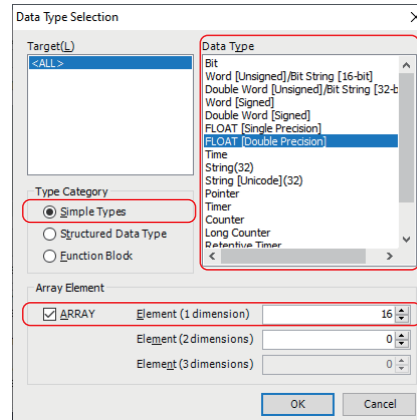 Data Type Selection
Target(L)
<ALL>
Data Type
Bit
Word [Unsigned]/Bit String [16-bit]
Double Word [Unsigned]/Bit String [32-b
Word [Signed]
Double Word [Signed]
FLOAT [Single Precision]
FLOAT [Double Precision]
Time
String(32)
String [Unicode](32)
Pointer
Timer
Counter
Long Counter
Retentive Timer
Type Category
Simple Types
Structured Data Type
Function Block
Array Element
ARRAY
Element (1 dimension)
16
Element (2 dimensions)
0
Element (3 dimensions)
0
OK
Cancel